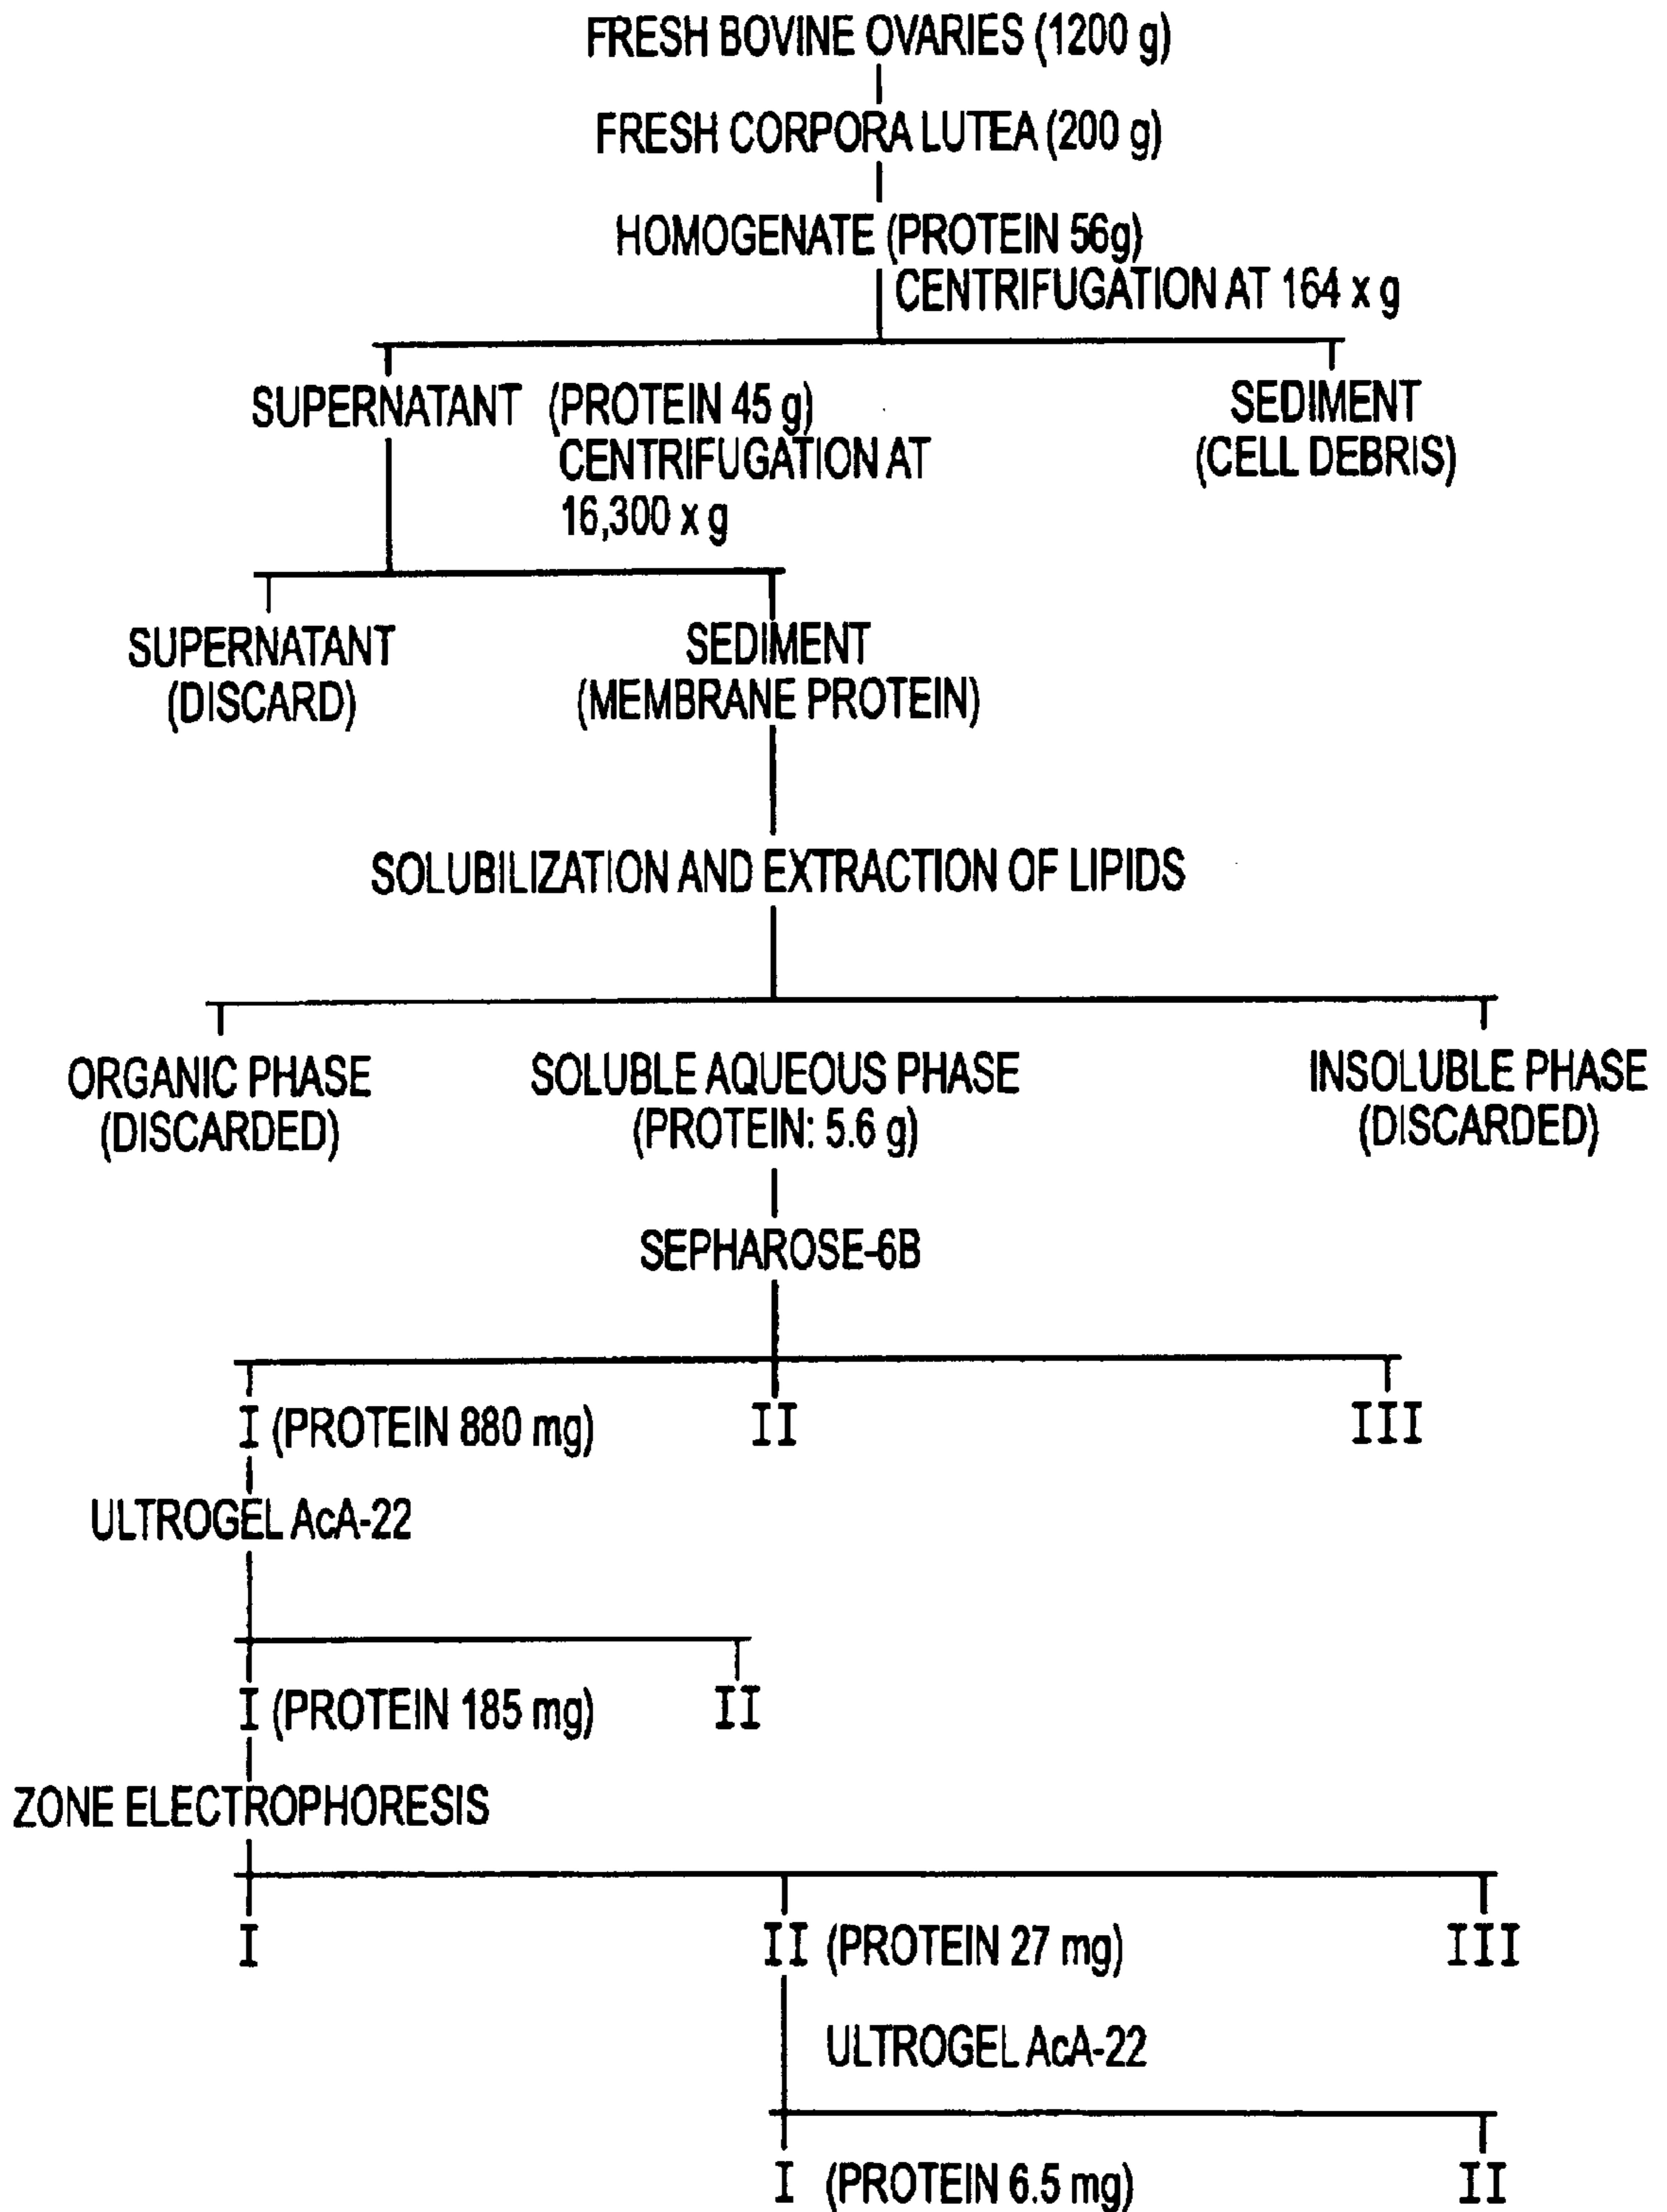 FRESH BOVINE OVARIES (1200 g)
FRESH CORPORA LUTEA (200 g)
HOMOGENATE (PROTEIN 56g)
CENTRIFUGATION AT 164 x g
SUPERNATANT (PROTEIN 45 g)
CENTRIFUGATION AT
16,300 x g
SEDIMENT
(CELL DEBRIS)
SUPERNATANT
(DISCARD)
SEDIMENT
(MEMBRANE PROTEIN)
SOLUBILIZATION AND EXTRACTION OF LIPIDS
ORGANIC PHASE
(DISCARDED)
SOLUBLE AQUEOUS PHASE
(PROTEIN: 5.6 g)
INSOLUBLE PHASE
(DISCARDED)
SEPHAROSE-6B
I (PROTEIN 880 mg)
II
III
ULTROGEL AcA-22
I (PROTEIN 185 mg)
II
ZONE ELECTROPHORESIS
I
II (PROTEIN 27 mg)
III
ULTROGEL AcA-22
I (PROTEIN 6.5 mg)
II